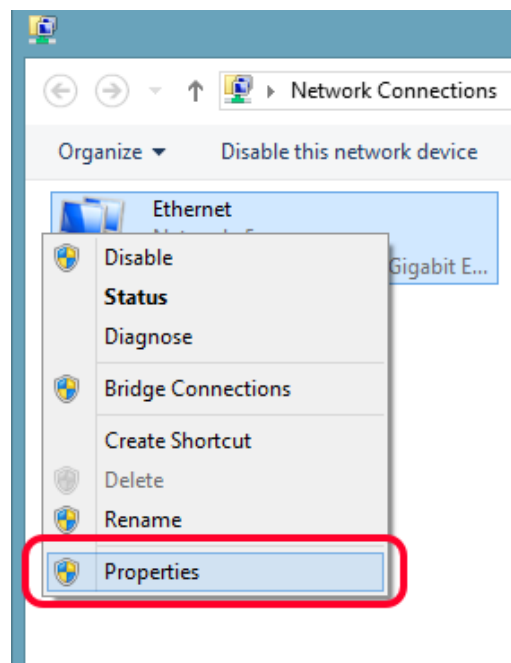 Network Connections
Organize
Disable this network device
Ethernet
Gigabit E...
Disable
Status
Diagnose
Bridge Connections
Create Shortcut
Delete
Rename
Properties